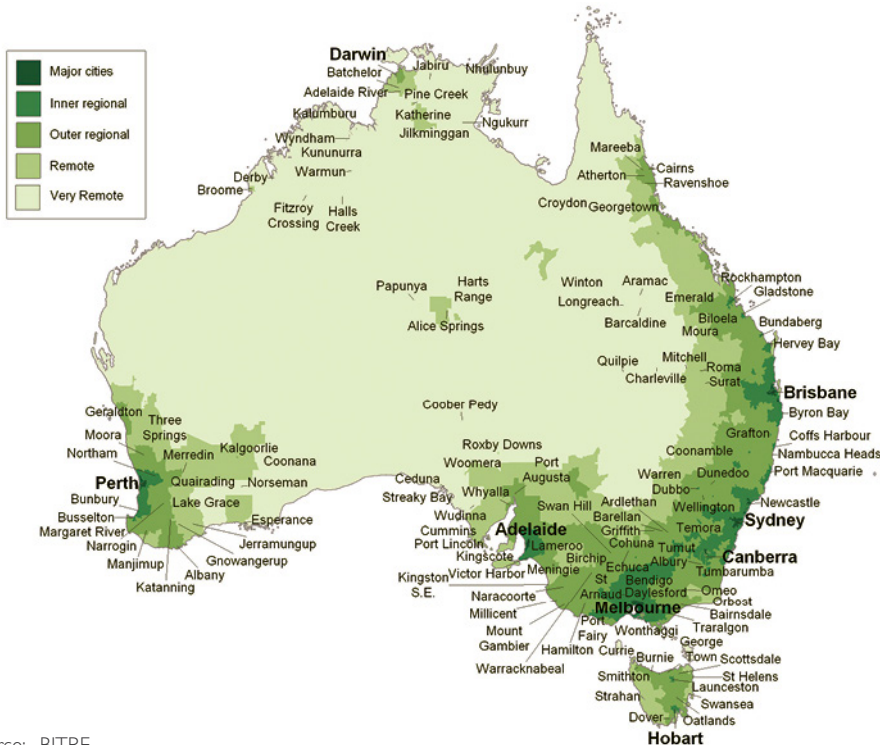 Major cities
Inner regional
Outer regional
Remote
Very Remote
Darwin
Jabiru
Batchelor
Nhulunbuy
Adelaide River
Pine Creek
Kalumburu
Katherine
Ngukurr
Wyndham
Jilkminggan
Kununurra
Mareeba
Cairns
Warmun
Derby
Atherton
Ravenshoe
Broome
Fitzroy
Crossing
Halls
Creek
Croydon
Georgetown
Papunya
Harts
Range
Winton
Aramac
Rockhampton
Longreach
Emerald
Gladstone
Alice Springs
Barcaldine
Biloela
Moura
Bundaberg
Hervey Bay
Quilpie
Mitchell
Roma
Charleville
Surat
Brisbane
Coober Pedy
Byron Bay
Geraldton
Three
Springs
Grafton
Coffs Harbour
Moora
Kalgoorlie
Roxby Downs
Coonamble
Nambucca Heads
Northam
Merredin
Coonana
Woomera
Port
Augusta
Warren
Dunedoo
Port Macquarie
Perth
Quairading
Norseman
Ceduna
Whyalla
Dubbo
Bunbury
Lake Grace
Streaky Bay
Swan Hill
Ardlethan
Wellington
Newcastle
Busselton
Esperance
Wudinna
Barellan
Sydney
Margaret River
Cummins
Adelaide
Griffith
Temora
Narrogin
Jerramungup
Port Lincoln
Lameroo
Cohuna
Tumut
Manjimup
Gnowangerup
Kingscote
Birchip
Echuca
Albury
Canberra
Albany
Victor Harbor
Meningie
Tumbarumba
Katanning
Kingston
S.E.
St
Arnaud
Bendigo
Naracoorte
Daylesford
Omeo
Millicent
Melbourne
Orbost
Bairnsdale
Mount
Gambier
Port
Fairy
Wonthaggi
Traralgon
Hamilton
Currie
George
Town
Warracknabeal
Burnie
Scottsdale
Smithton
St Helens
Launceston
Strahan
Swansea
Dover
Oatlands
Hobart
BITRE